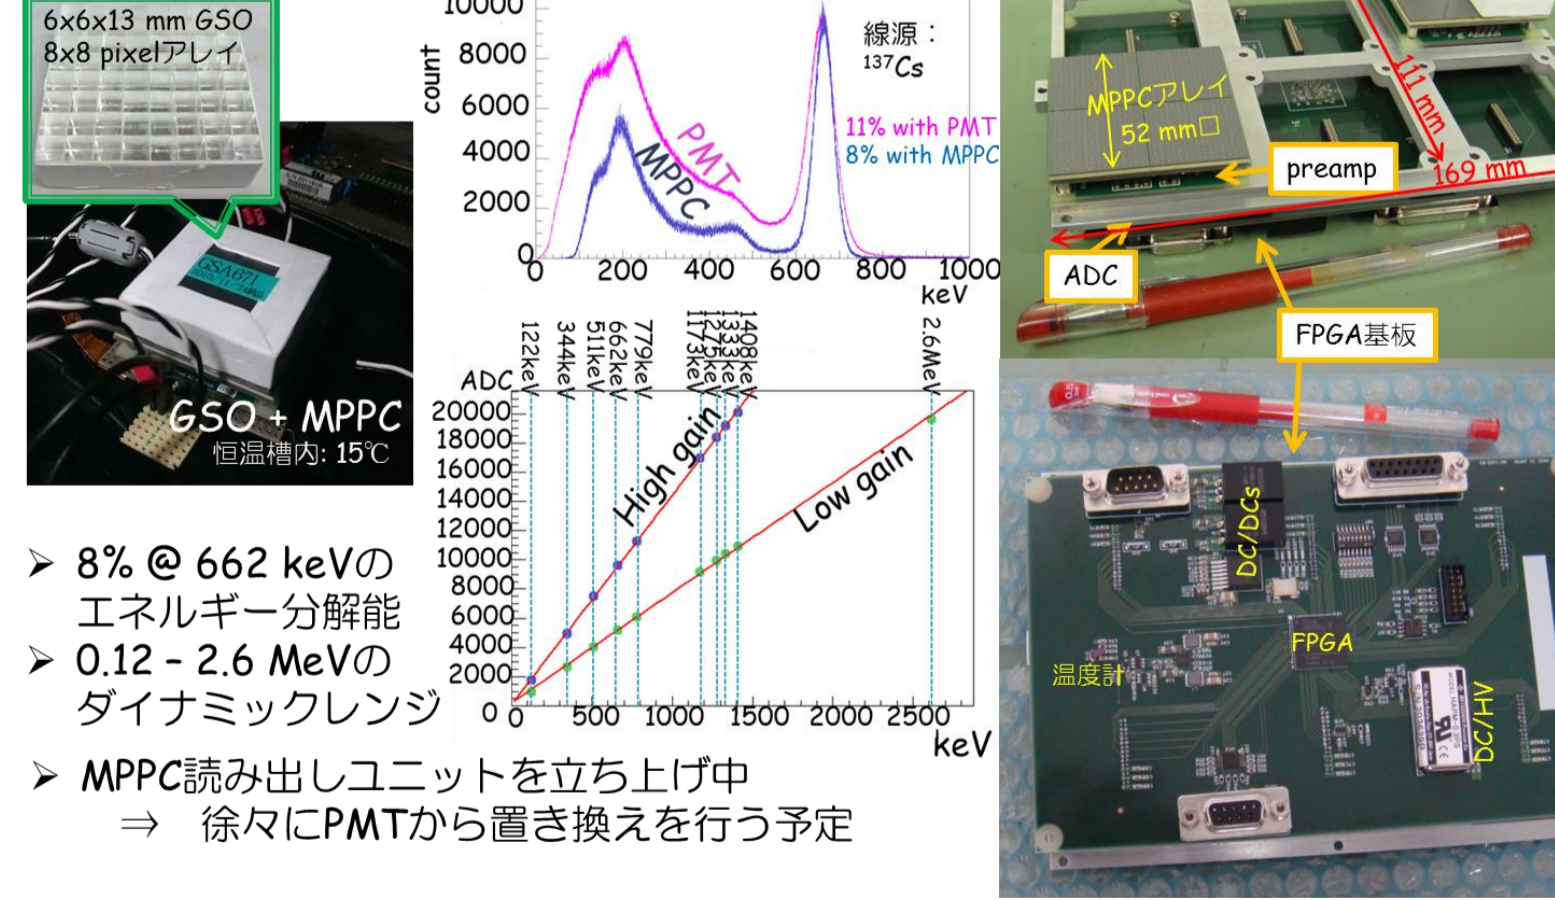 6x6x13 mm GSO
8x8 pixelアレイ
GSA671
GSO + MPPC
恒温槽内: 15℃
count
10000
8000
6000
4000
2000
0
0 200 400 600 800 1000
keV
線源：
¹³⁷Cs
11% with PMT
8% with MPPC
PMT
MPPC
122keV
344keV
511keV
662keV
779keV
1173keV
1275keV
1333keV
1408keV
2.6MeV
ADC
20000
18000
16000
14000
12000
10000
8000
6000
4000
2000
0
0 500 1000 1500 2000 2500
keV
High gain
Low gain
➢ 8% @ 662 keVの
エネルギー分解能
➢ 0.12 – 2.6 MeVの
ダイナミックレンジ
➢ MPPC読み出しユニットを立ち上げ中
⇒ 徐々にPMTから置き換えを行う予定
MPPCアレイ
52 mm□
111 mm
169 mm
preamp
ADC
FPGA基板
DC/DCs
FPGA
温度計
DC/HV